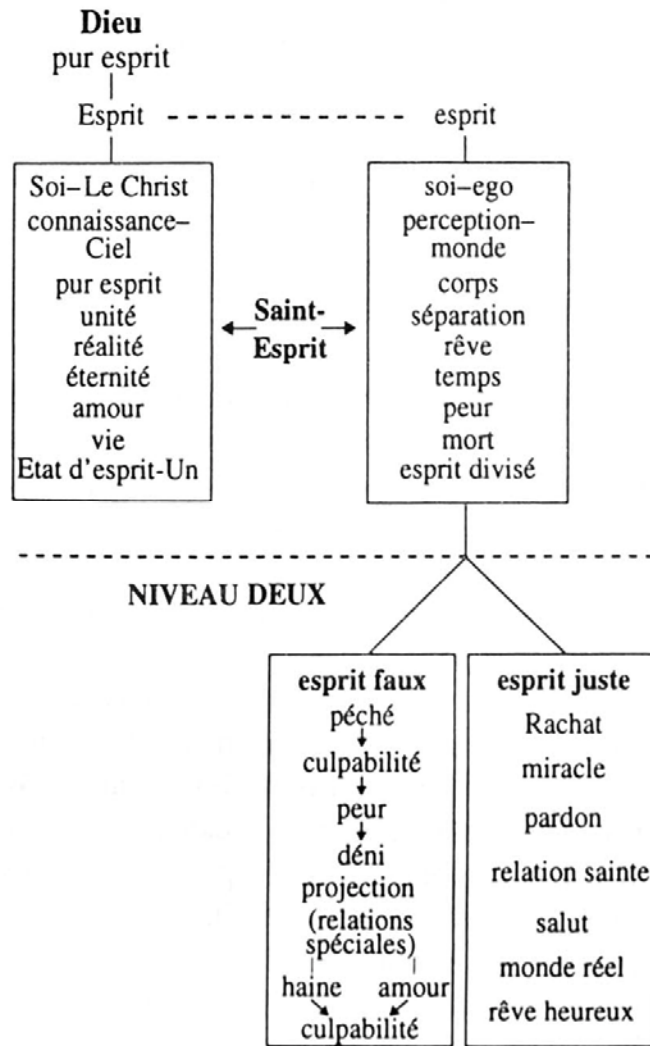 Dieu
pur esprit
Esprit
esprit
Soi–Le Christ
connaissance–
Ciel
pur esprit
unité
réalité
éternité
amour
vie
Etat d'esprit-Un
Saint-
Esprit
soi–ego
perception–
monde
corps
séparation
rêve
temps
peur
mort
esprit divisé
NIVEAU DEUX
esprit faux
péché
culpabilité
peur
déni
projection
(relations
spéciales)
haine amour
culpabilité
esprit juste
Rachat
miracle
pardon
relation sainte
salut
monde réel
rêve heureux